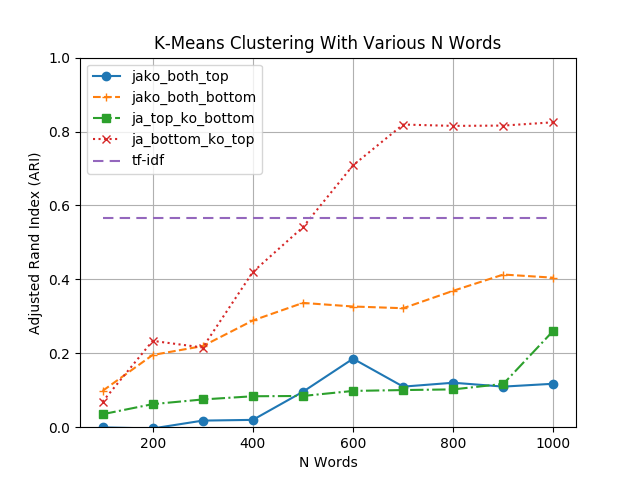 K-Means Clustering With Various N Words
jako_both_top
jako_both_bottom
ja_top_ko_bottom
ja_bottom_ko_top
tf-idf
Adjusted Rand Index (ARI)
1.0
0.8
0.6
0.4
0.2
0.0
200 400 600 800 1000
N Words